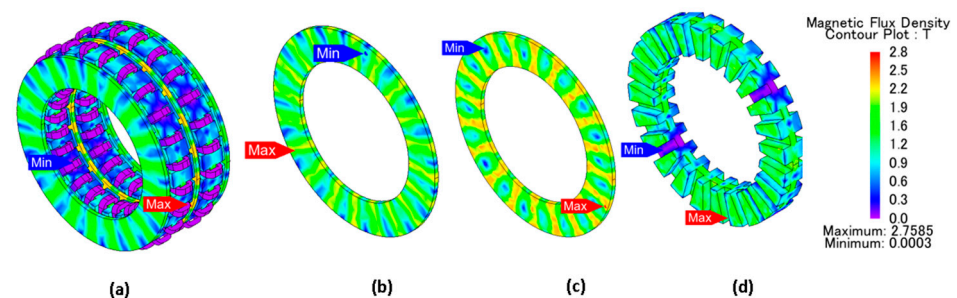 Magnetic Flux Density
Contour Plot : T
2.8
2.5
2.2
1.9
1.6
1.2
0.9
0.6
0.3
0.0
Maximum: 2.7585
Minimum: 0.0003
Min
Max
Min
Max
Min
Max
Min
Max
(a)
(b)
(c)
(d)